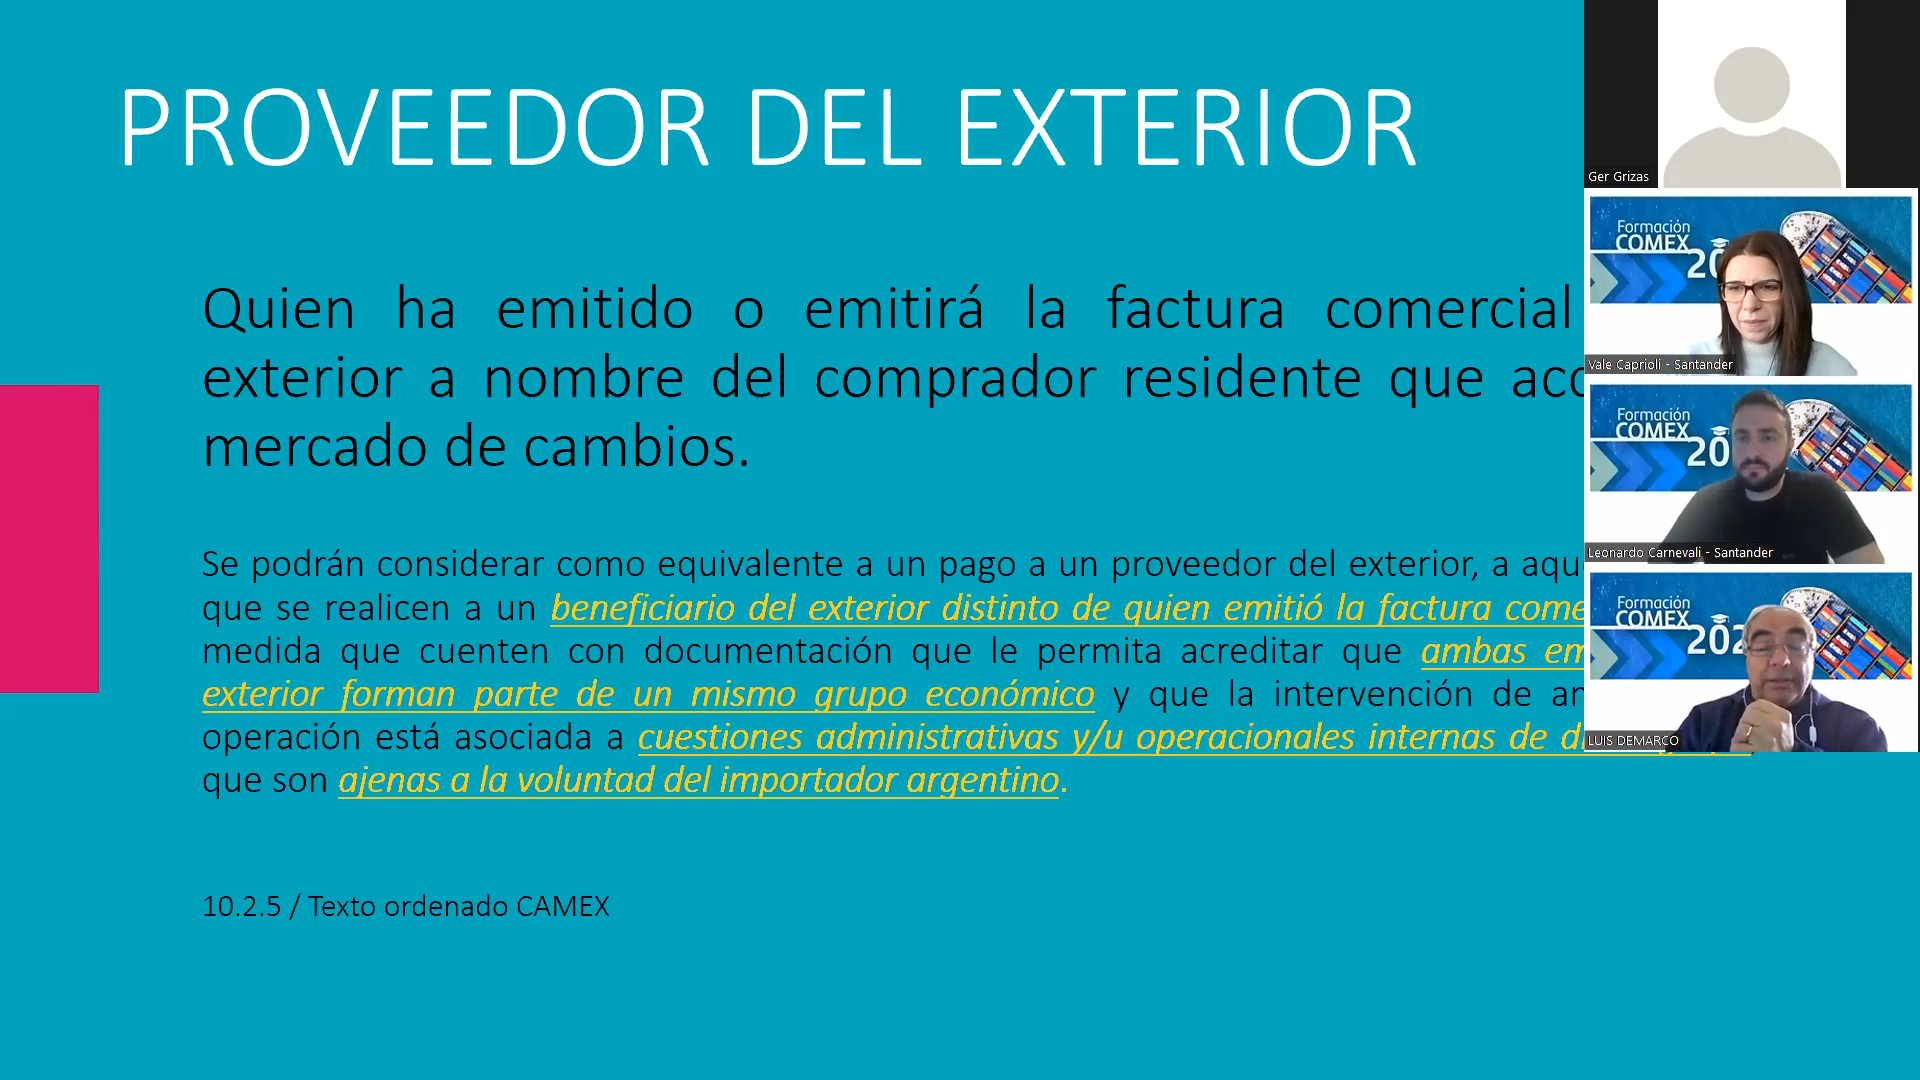 PROVEEDOR DEL EXTERIOR
Quien ha emitido o emitirá la factura comercial
exterior a nombre del comprador residente que
mercado de cambios.
Se podrán considerar como equivalente a un pago a un proveedor del exterior, a
que se realicen a un beneficiario del exterior distinto de quien emitió la factura
medida que cuenten con documentación que le permita acreditar que ambas
exterior forman parte de un mismo grupo económico y que la intervención de
operación está asociada a cuestiones administrativas y/u operacionales internas de
que son ajenas a la voluntad del importador argentino.
10.2.5 / Texto ordenado CAMEX
Ger Grizas
Formación
COMEX
20
Vale Caprioli - Santander
Formación
COMEX
20
Leonardo Carnevali - Santander
Formación
COMEX
202
LUIS DEMARCO